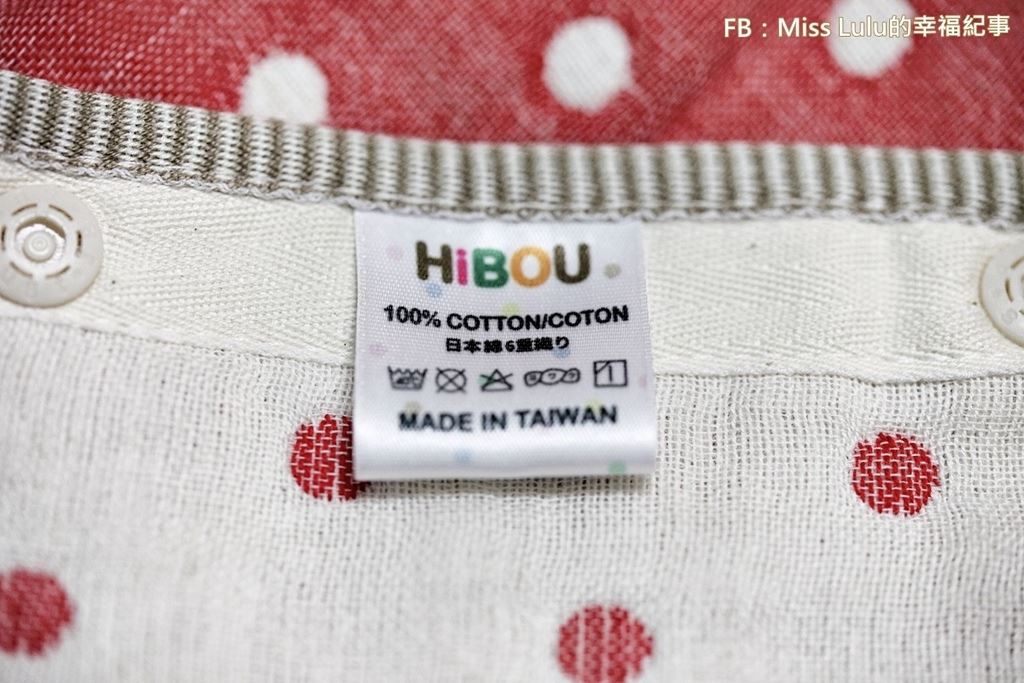 FB：Miss Lulu的幸福紀事
HiBOU
100% COTTON/COTON
日本綿6重織り
MADE IN TAIWAN